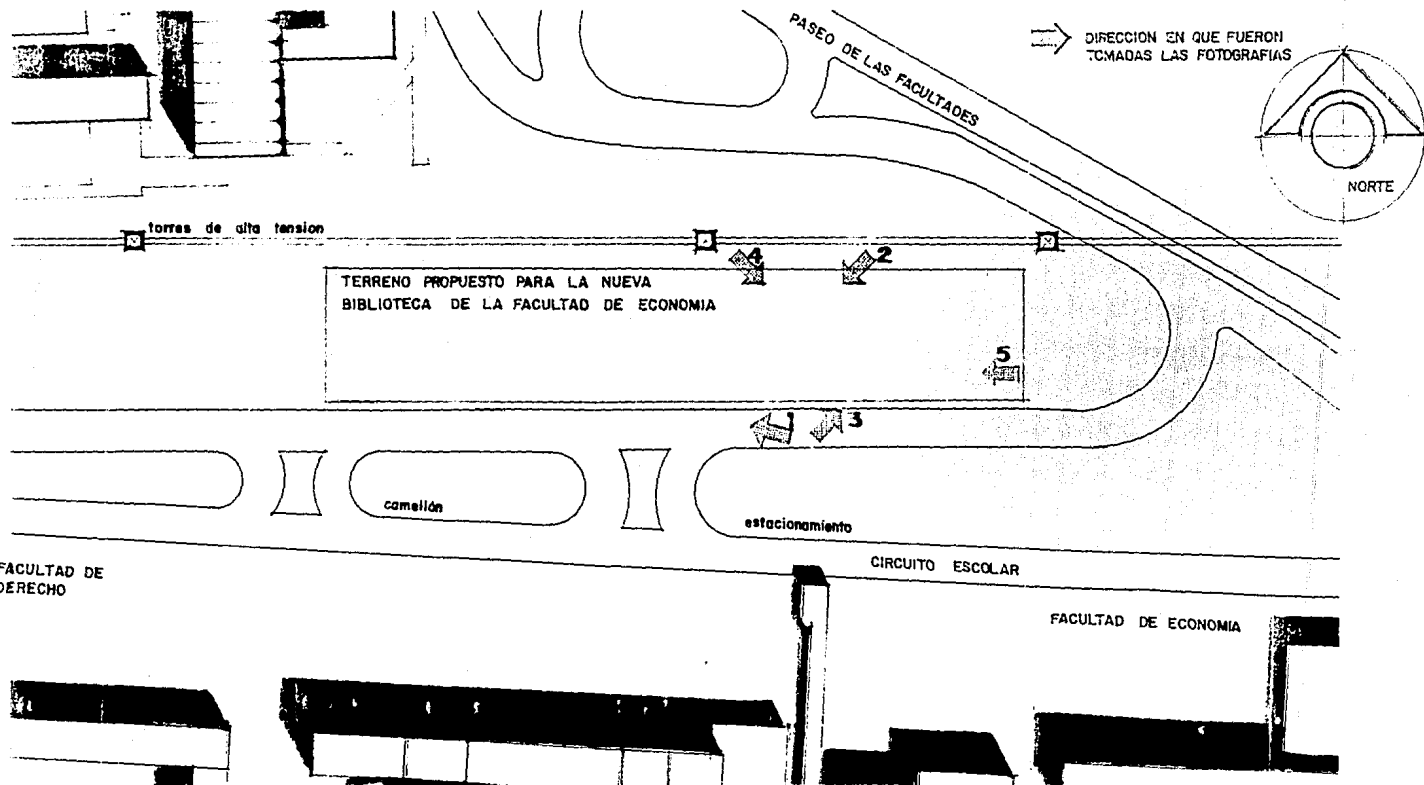 PASEO DE LAS FACULTADES
DIRECCION EN QUE FUERON
TOMADAS LAS FOTOGRAFIAS
NORTE
torres de alta tension
4
2
TERRENO PROPUESTO PARA LA NUEVA
BIBLIOTECA DE LA FACULTAD DE ECONOMIA
5
1
3
camellón
estacionamiento
CIRCUITO ESCOLAR
FACULTAD DE
DERECHO
FACULTAD DE ECONOMIA